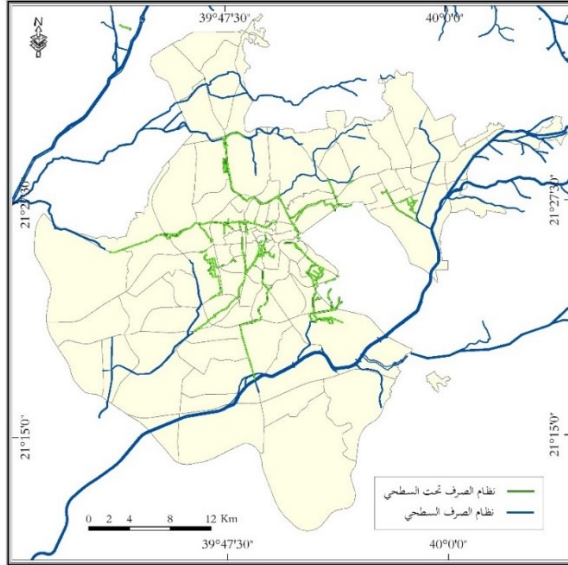 39°47'30" 40°0'0"
N
21°27'30" 21°27'30"
21°15'0" 21°15'0"
نظام الصرف تحت السطحي
نظام الصرف السطحي
0 2 4 8 12 Km
39°47'30" 40°0'0"